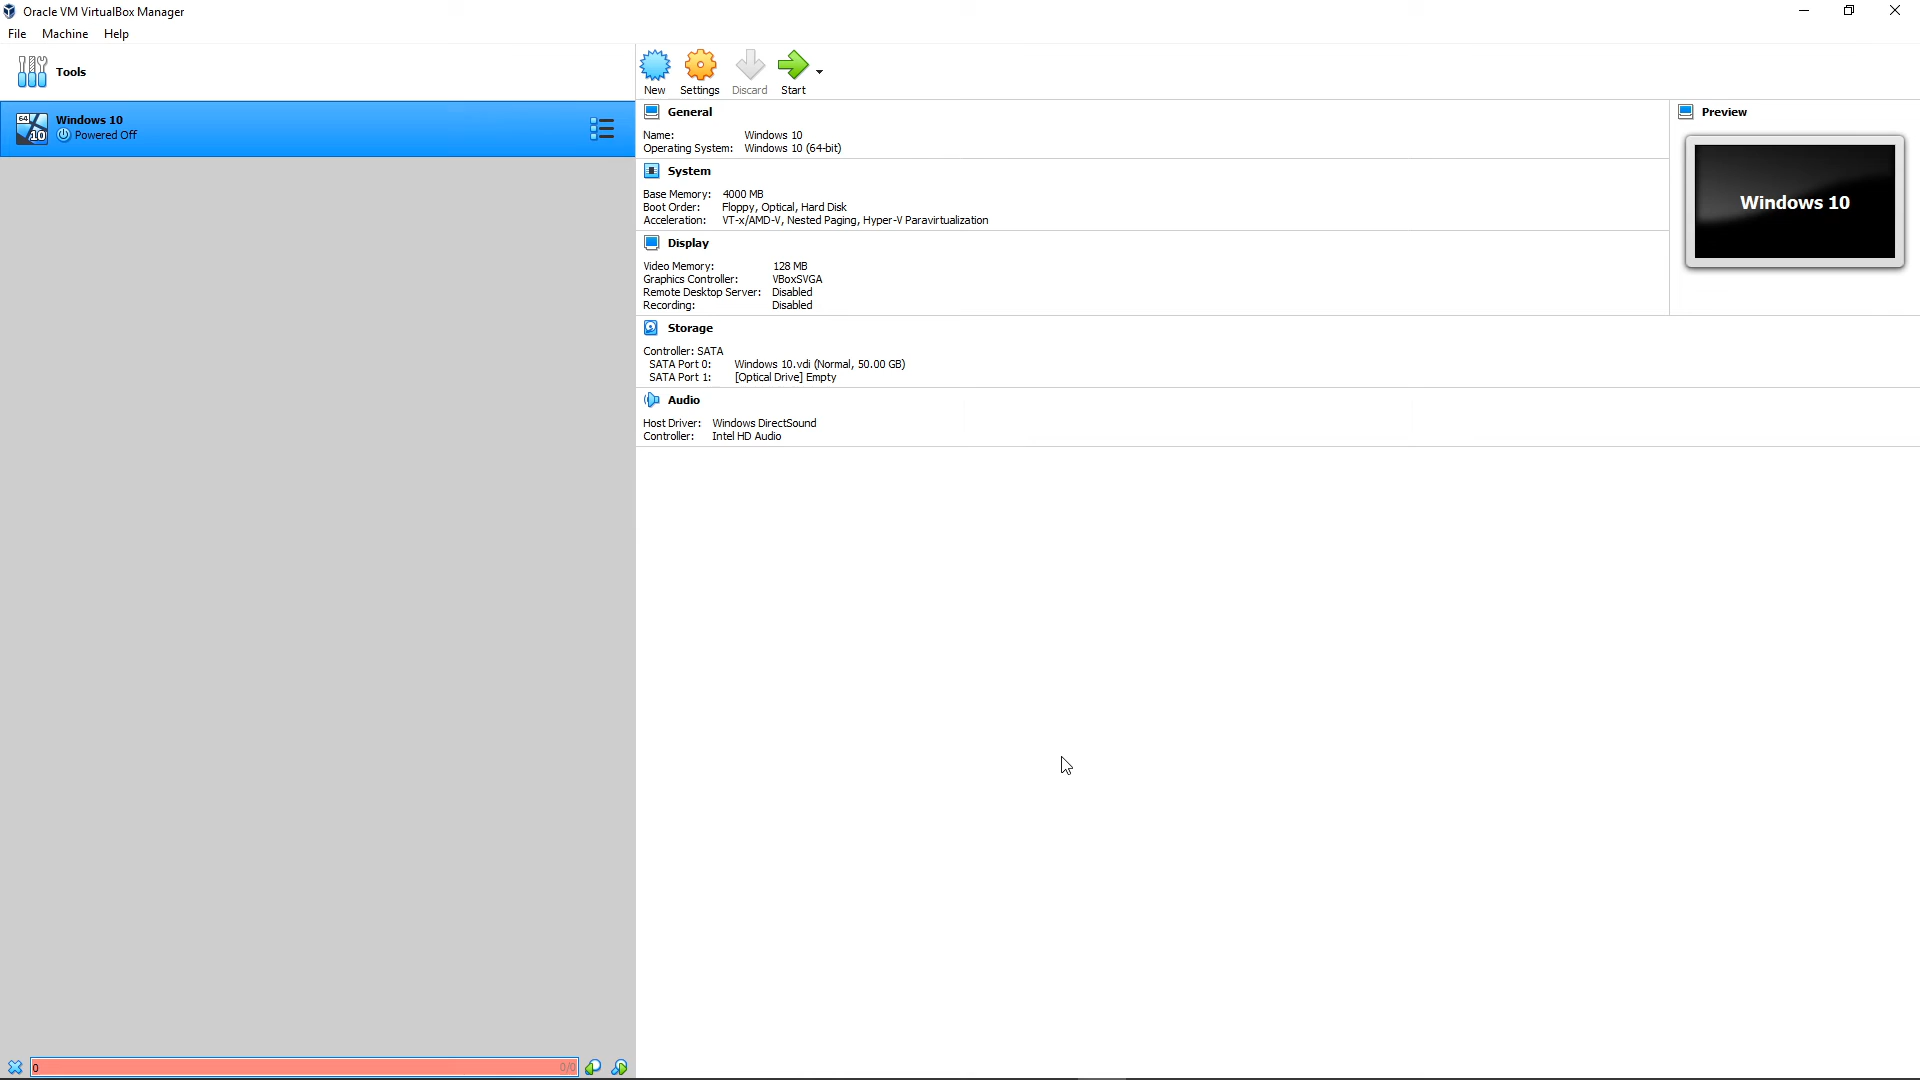 Oracle VM VirtualBox Manager
File Machine Help
Tools
New Settings Discard Start
64
10
Windows 10
Powered Off
General
Name: Windows 10
Operating System: Windows 10 (64-bit)
System
Base Memory: 4000 MB
Boot Order: Floppy, Optical, Hard Disk
Acceleration: VT-x/AMD-V, Nested Paging, Hyper-V Paravirtualization
Display
Video Memory: 128 MB
Graphics Controller: VBoxSVGA
Remote Desktop Server: Disabled
Recording: Disabled
Storage
Controller: SATA
SATA Port 0: Windows 10.vdi (Normal, 50.00 GB)
SATA Port 1: [Optical Drive] Empty
Audio
Host Driver: Windows DirectSound
Controller: Intel HD Audio
Preview
Windows 10
0 0/0